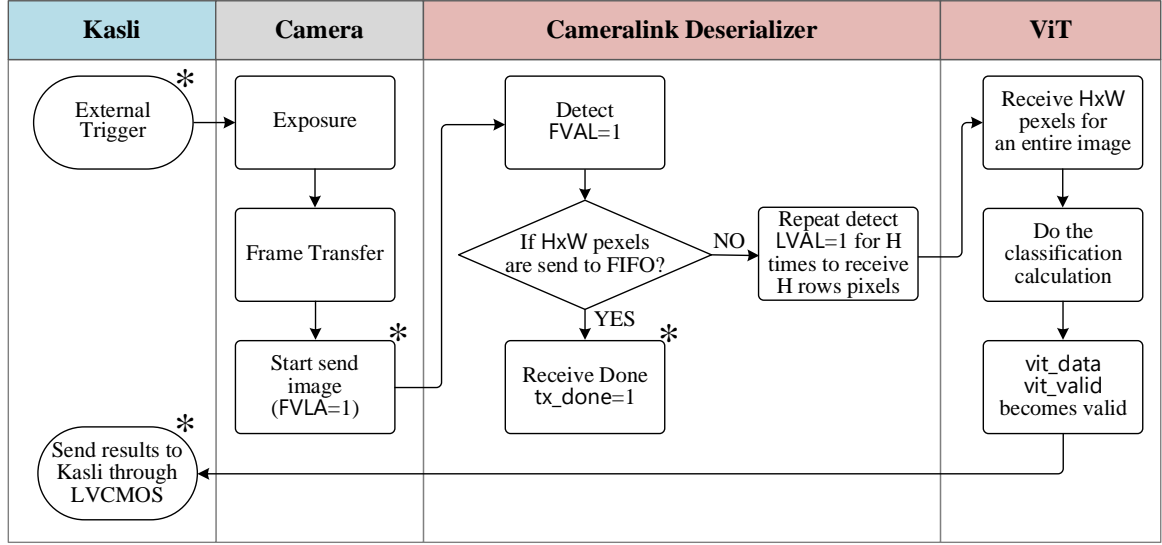 Kasli
Camera
Cameralink Deserializer
ViT
External
Trigger
*
Exposure
Frame Transfer
Start send
image
(FVLA=1)
*
Detect
FVAL=1
If HxW pexels
are send to FIFO?
NO
YES
Repeat detect
LVAL=1 for H
times to receive
H rows pixels
Receive Done
tx_done=1
*
Receive HxW
pexels for
an entire image
Do the
classification
calculation
vit_data
vit_valid
becomes valid
Send results to
Kasli through
LVCMOS
*